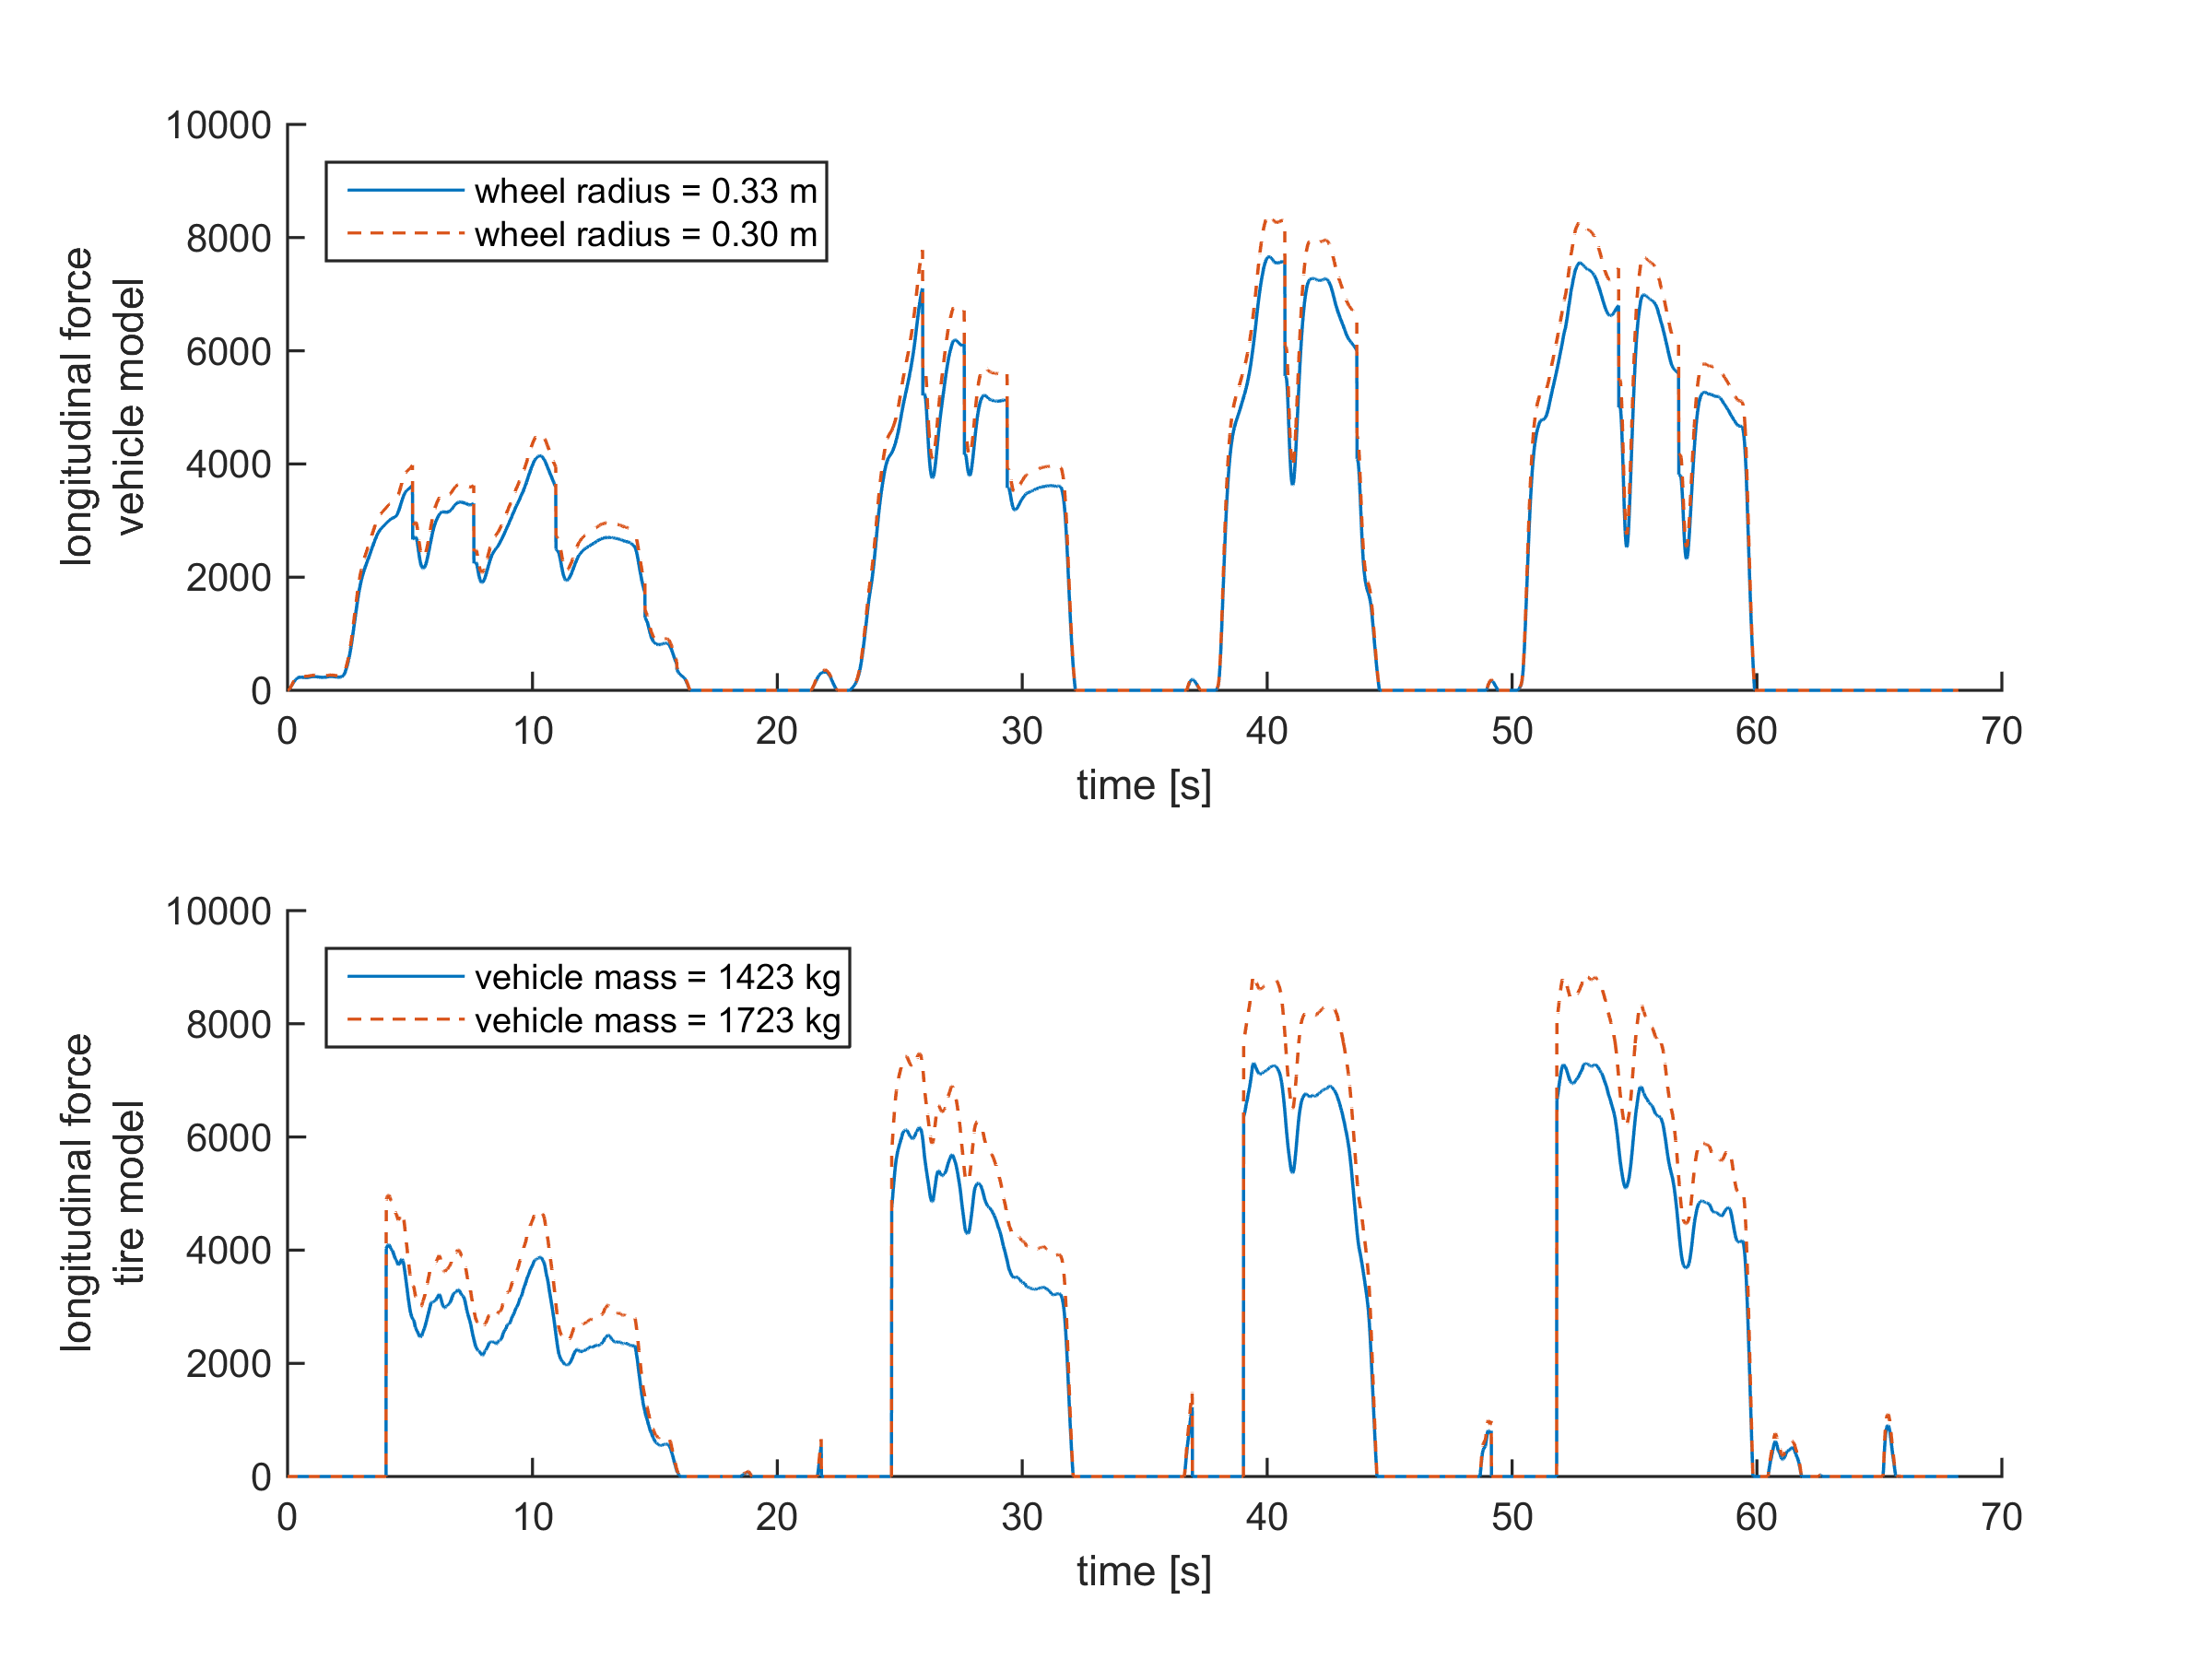 10000
8000
6000
4000
2000
0
longitudinal force
vehicle model
wheel radius = 0.33 m
wheel radius = 0.30 m
0 10 20 30 40 50 60 70
time [s]
10000
8000
6000
4000
2000
0
longitudinal force
tire model
vehicle mass = 1423 kg
vehicle mass = 1723 kg
0 10 20 30 40 50 60 70
time [s]